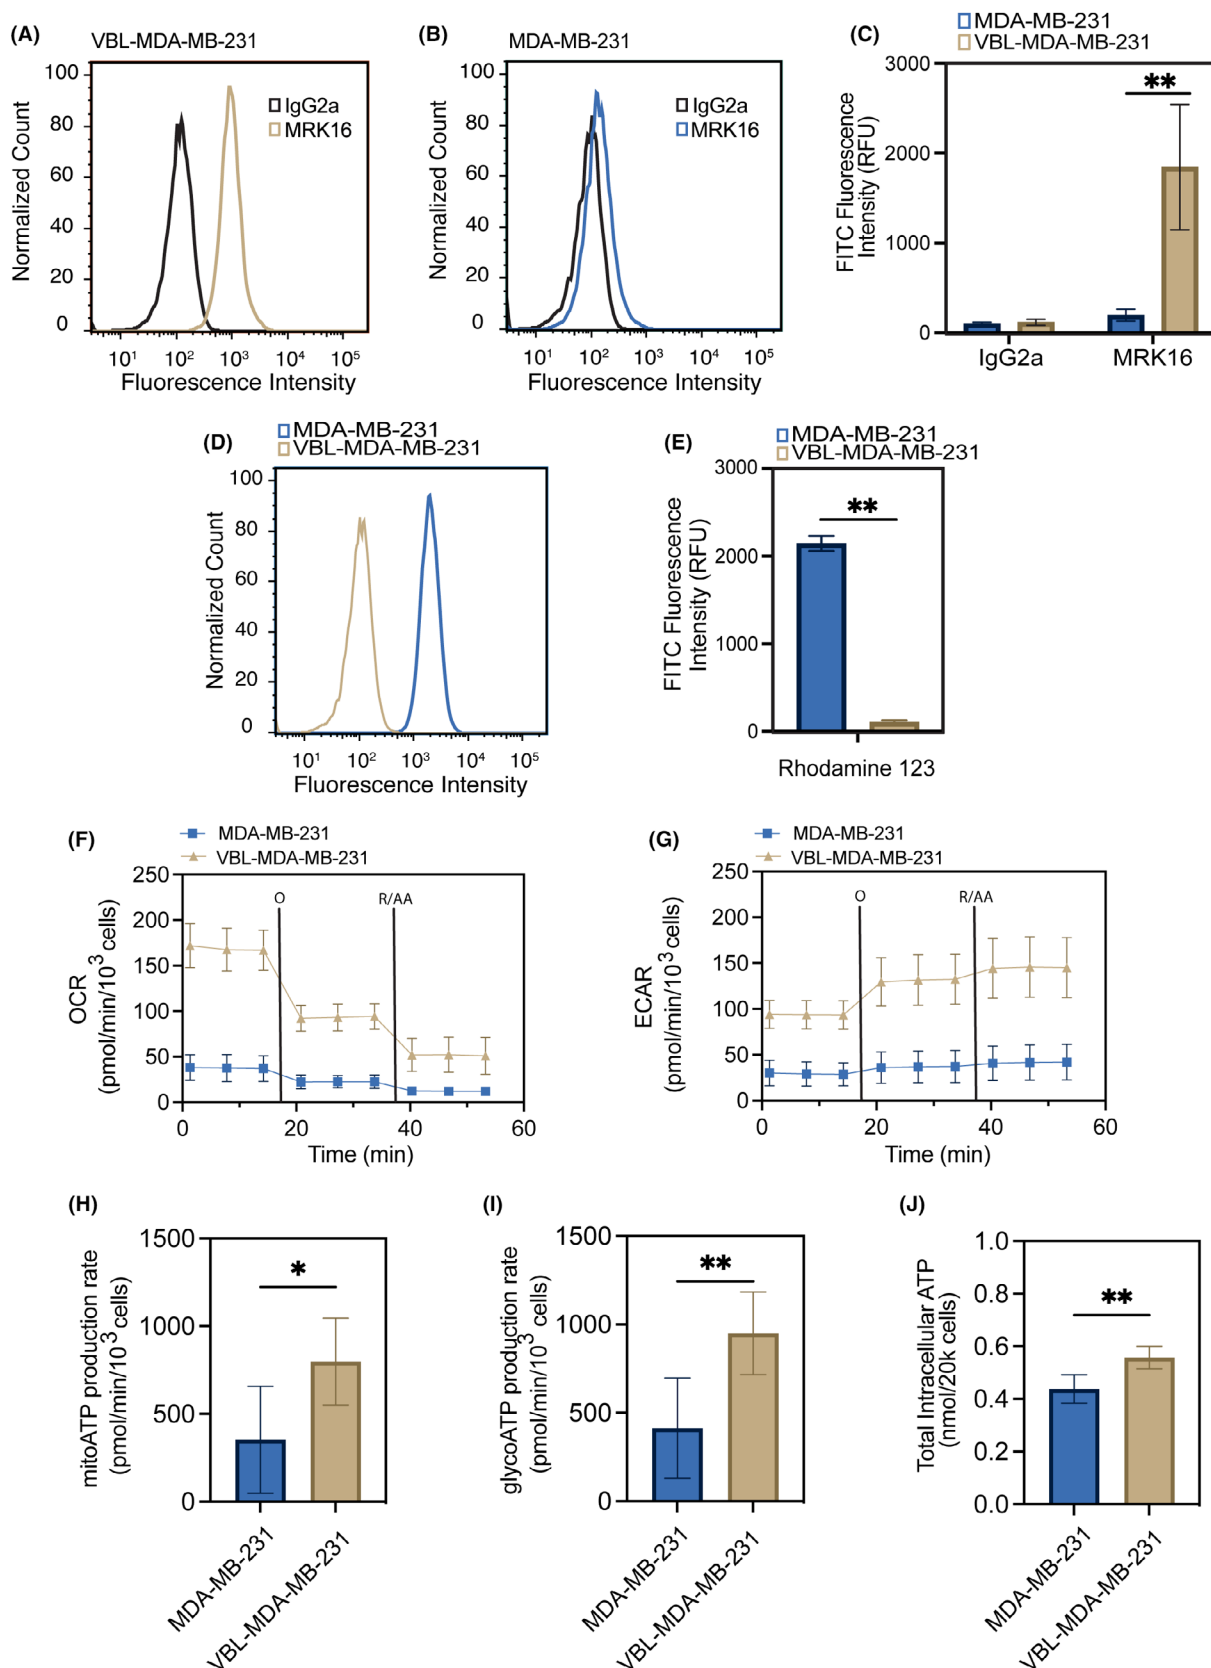 (A)
VBL-MDA-MB-231
Normalized Count
100
80
60
40
20
0
IgG2a
MRK16
10¹ 10² 10³ 10⁴ 10⁵
Fluorescence Intensity
(B)
MDA-MB-231
Normalized Count
100
80
60
40
20
0
IgG2a
MRK16
10¹ 10² 10³ 10⁴ 10⁵
Fluorescence Intensity
(C)
MDA-MB-231
VBL-MDA-MB-231
FITC Fluorescence
Intensity (RFU)
3000
2000
1000
0
**
IgG2a MRK16
(D)
MDA-MB-231
VBL-MDA-MB-231
Normalized Count
100
80
60
40
20
0
10¹ 10² 10³ 10⁴ 10⁵
Fluorescence Intensity
(E)
MDA-MB-231
VBL-MDA-MB-231
FITC Fluorescence
Intensity (RFU)
3000
2000
1000
0
**
Rhodamine 123
(F)
MDA-MB-231
VBL-MDA-MB-231
OCR
(pmol/min/10³ cells)
250
200
150
100
50
0
O R/AA
0 20 40 60
Time (min)
(G)
MDA-MB-231
VBL-MDA-MB-231
ECAR
(pmol/min/10³ cells)
250
200
150
100
50
0
O R/AA
0 20 40 60
Time (min)
(H)
mitoATP production rate
(pmol/min/10³ cells)
1500
1000
500
0
*
MDA-MB-231
VBL-MDA-MB-231
(I)
glycoATP production rate
(pmol/min/10³ cells)
1500
1000
500
0
**
MDA-MB-231
VBL-MDA-MB-231
(J)
Total Intracellular ATP
(nmol/20k cells)
1.0
0.8
0.6
0.4
0.2
0.0
**
MDA-MB-231
VBL-MDA-MB-231